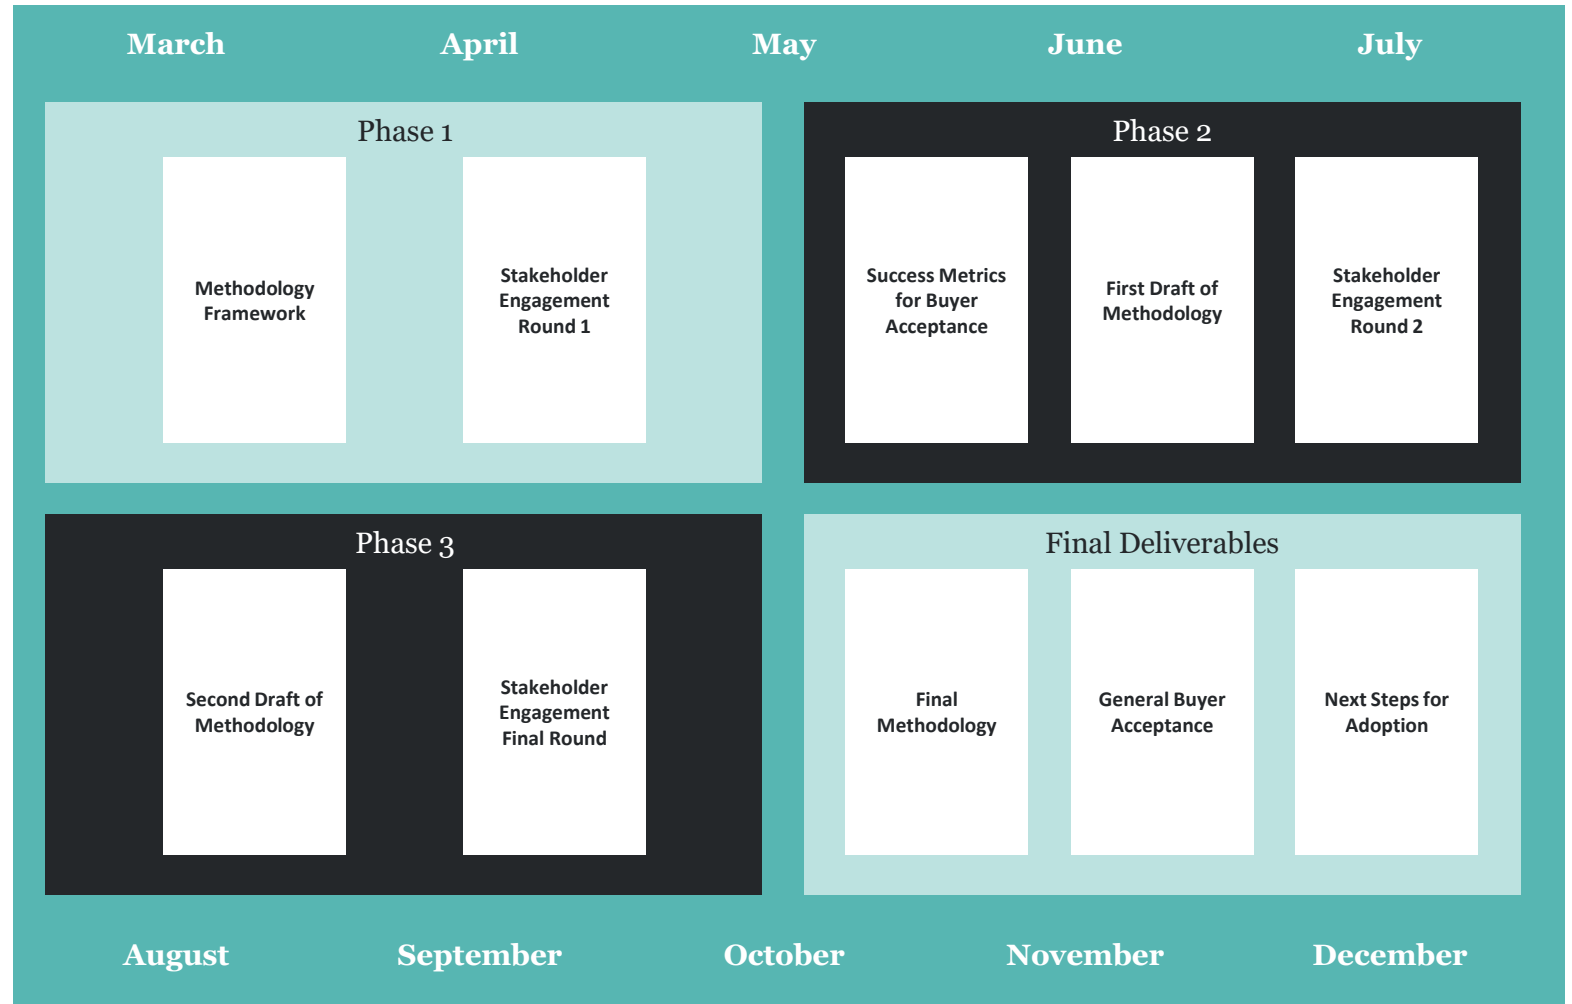 March April May June July
Phase 1
Methodology
Framework
Stakeholder
Engagement
Round 1
Phase 2
Success Metrics
for Buyer
Acceptance
First Draft of
Methodology
Stakeholder
Engagement
Round 2
Phase 3
Second Draft of
Methodology
Stakeholder
Engagement
Final Round
Final Deliverables
Final
Methodology
General Buyer
Acceptance
Next Steps for
Adoption
August September October November December